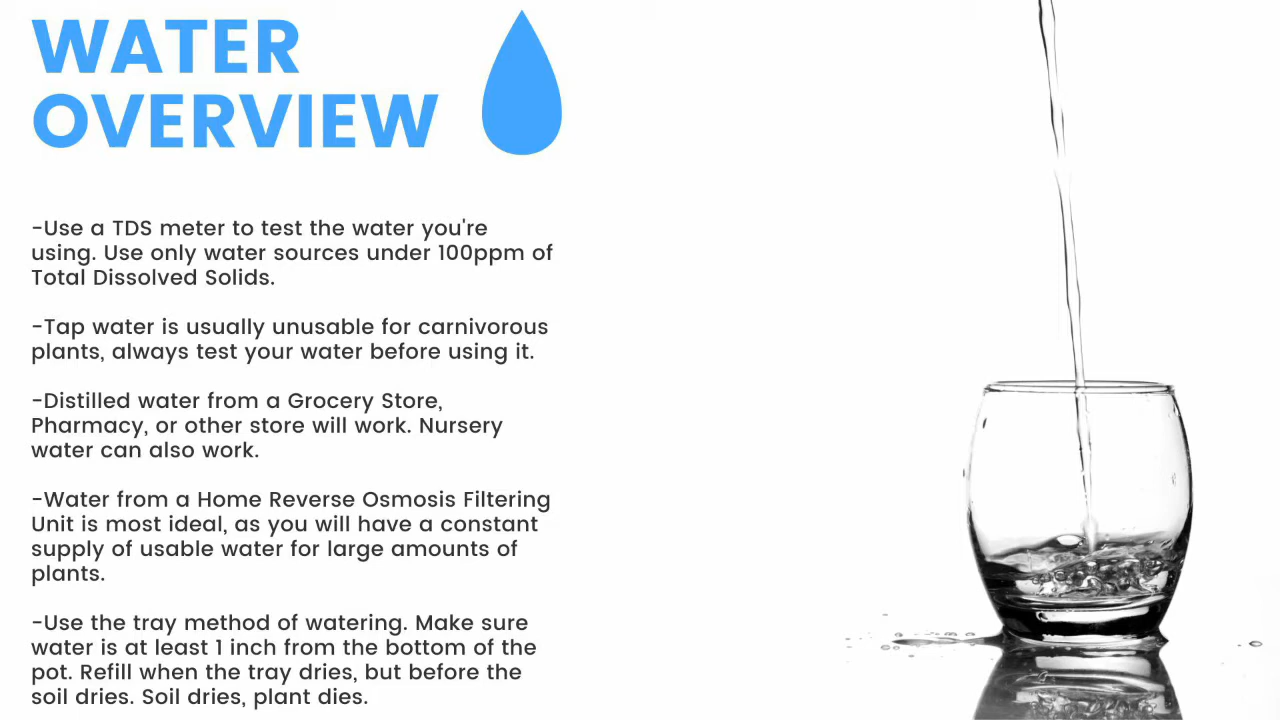 WATER
OVERVIEW
-Use a TDS meter to test the water you're
using. Use only water sources under 100ppm of
Total Dissolved Solids.
-Tap water is usually unusable for carnivorous
plants, always test your water before using it.
-Distilled water from a Grocery Store,
Pharmacy, or other store will work. Nursery
water can also work.
-Water from a Home Reverse Osmosis Filtering
Unit is most ideal, as you will have a constant
supply of usable water for large amounts of
plants.
-Use the tray method of watering. Make sure
water is at least 1 inch from the bottom of the
pot. Refill when the tray dries, but before the
soil dries. Soil dries, plant dies.